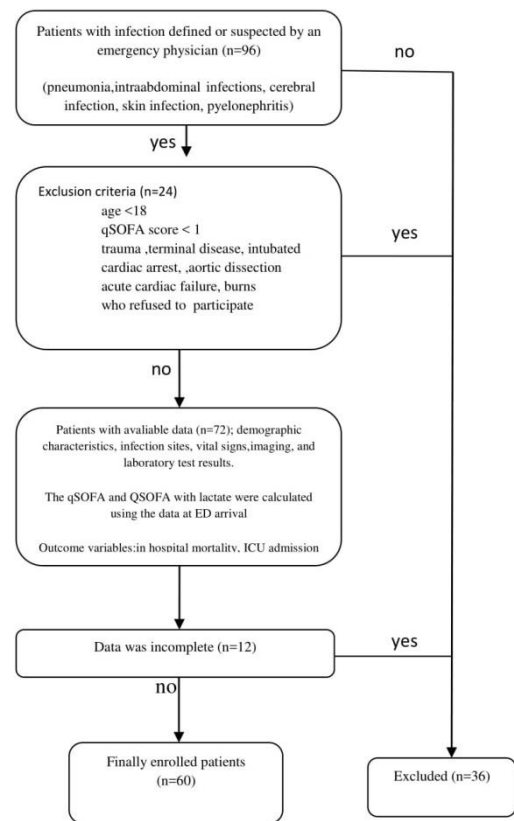 Patients with infection defined or suspected by an
emergency physician (n=96)
(pneumonia,intraabdominal infections, cerebral
infection, skin infection, pyelonephritis)
no
yes
Exclusion criteria (n=24)
age <18
qSOFA score < 1
trauma ,terminal disease, intubated
cardiac arrest, ,aortic dissection
acute cardiac failure, burns
who refused to participate
yes
no
Patients with avaliable data (n=72); demographic
characteristics, infection sites, vital signs,imaging, and
laboratory test results.
The qSOFA and QSOFA with lactate were calculated
using the data at ED arrival
Outcome variables:in hospital mortality, ICU admission
Data was incomplete (n=12)
yes
no
Finally enrolled patients
(n=60)
Excluded (n=36)